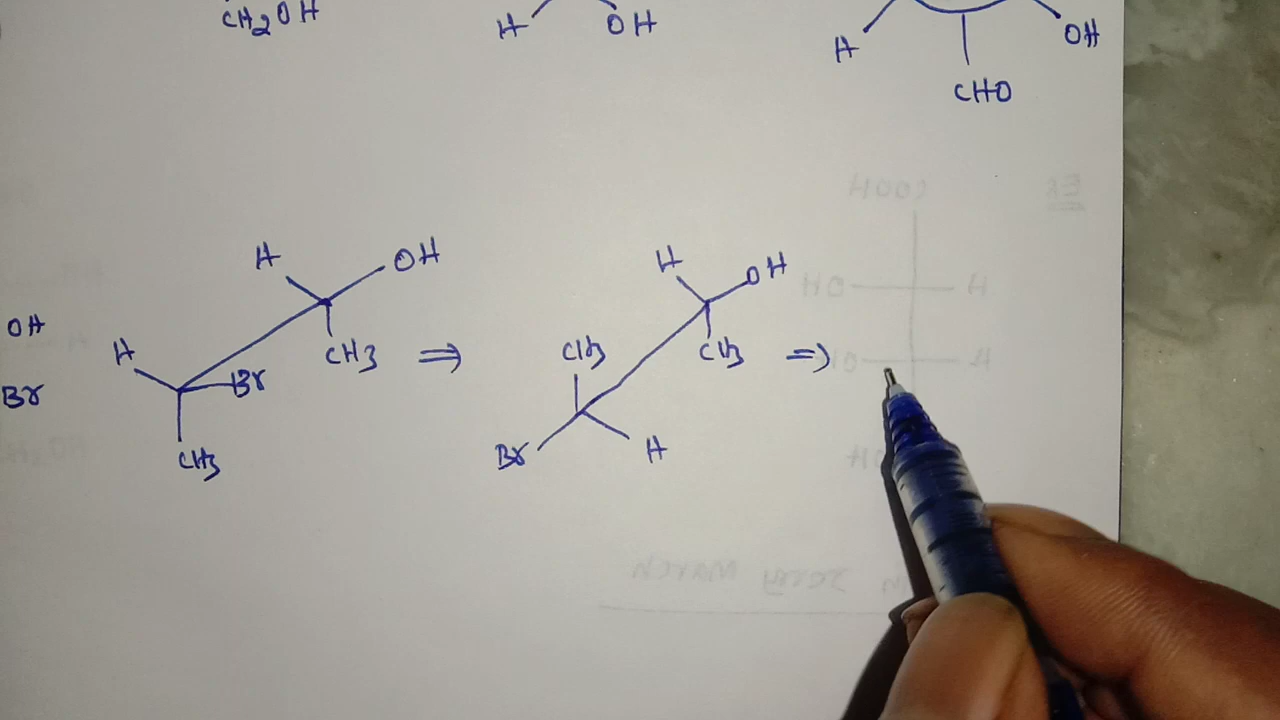 CH2OH
H OH
H OH
CHO
OH
Br
H OH
H Br CH3
CH3
⇒
H OH
CH3 CH3
Br H
⇒